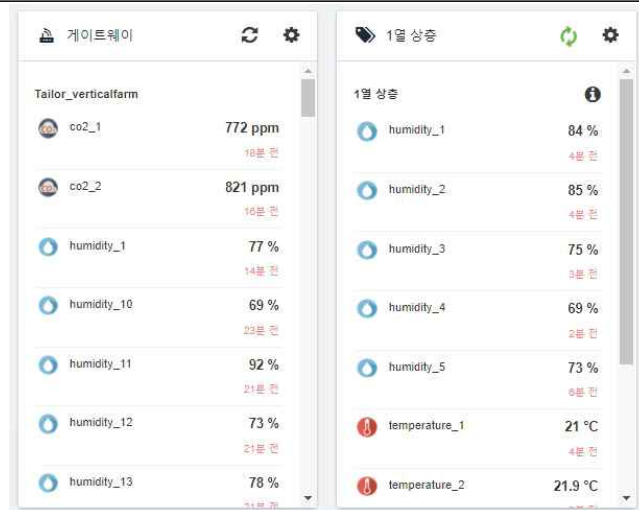 게이트웨이
Tailor_verticalfarm
co2_1 772 ppm
18분 전
co2_2 821 ppm
16분 전
humidity_1 77 %
14분 전
humidity_10 69 %
23분 전
humidity_11 92 %
21분 전
humidity_12 73 %
21분 전
humidity_13 78 %
1열 상층
1열 상층
humidity_1 84 %
4분 전
humidity_2 85 %
4분 전
humidity_3 75 %
3분 전
humidity_4 69 %
2분 전
humidity_5 73 %
6분 전
temperature_1 21 °C
4분 전
temperature_2 21.9 °C